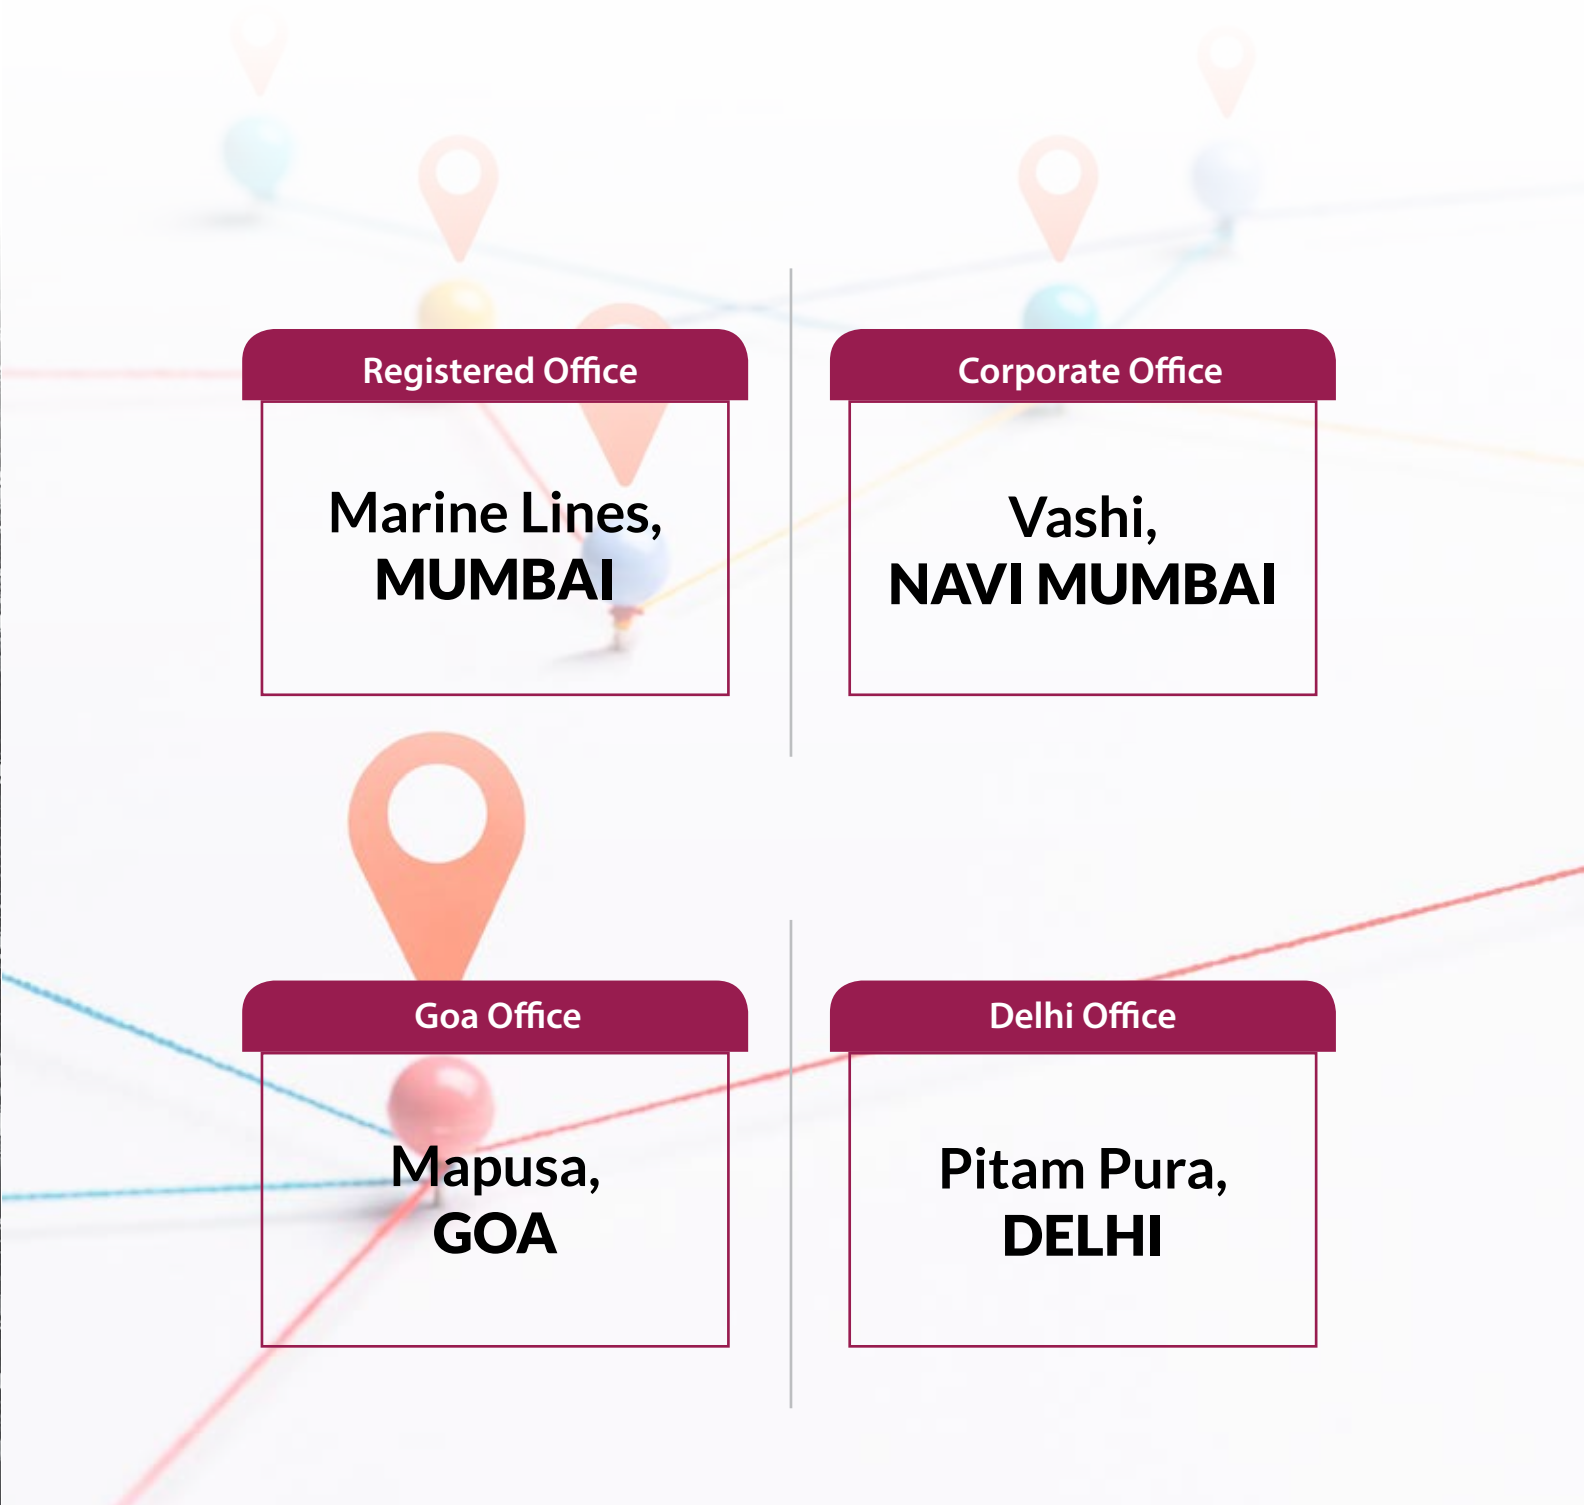 Registered Office
Marine Lines,
MUMBAI
Corporate Office
Vashi,
NAVI MUMBAI
Goa Office
Mapusa,
GOA
Delhi Office
Pitam Pura,
DELHI